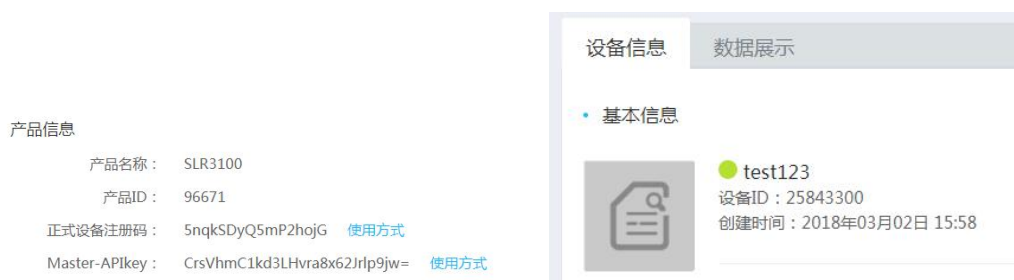 产品信息
产品名称： SLR3100
产品ID： 96671
正式设备注册码： 5nqkSDyQ5mP2hojG 使用方式
Master-APIkey： CrsVhmC1kd3LHvra8x62Jrlp9jw= 使用方式
设备信息 数据展示
基本信息
test123
设备ID：25843300
创建时间：2018年03月02日 15:58